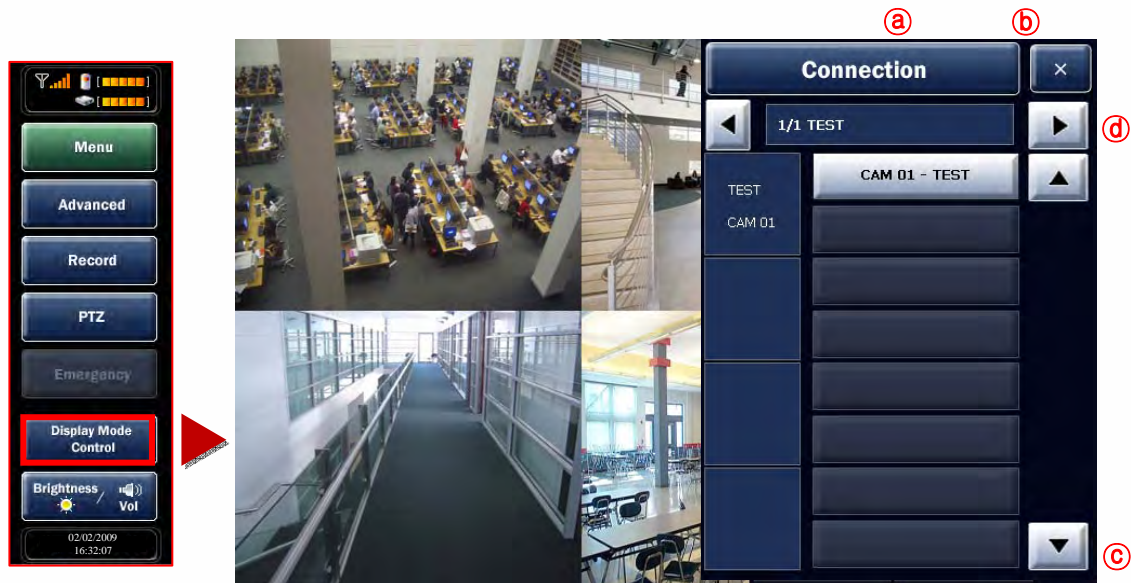 ⓐ
ⓑ
Menu
Advanced
Record
PTZ
Emergency
Display Mode
Control
Brightness /
Vol
02/02/2009
16:32:07
Connection
×
1/1 TEST
ⓓ
TEST
CAM 01
CAM 01 - TEST
ⓒ